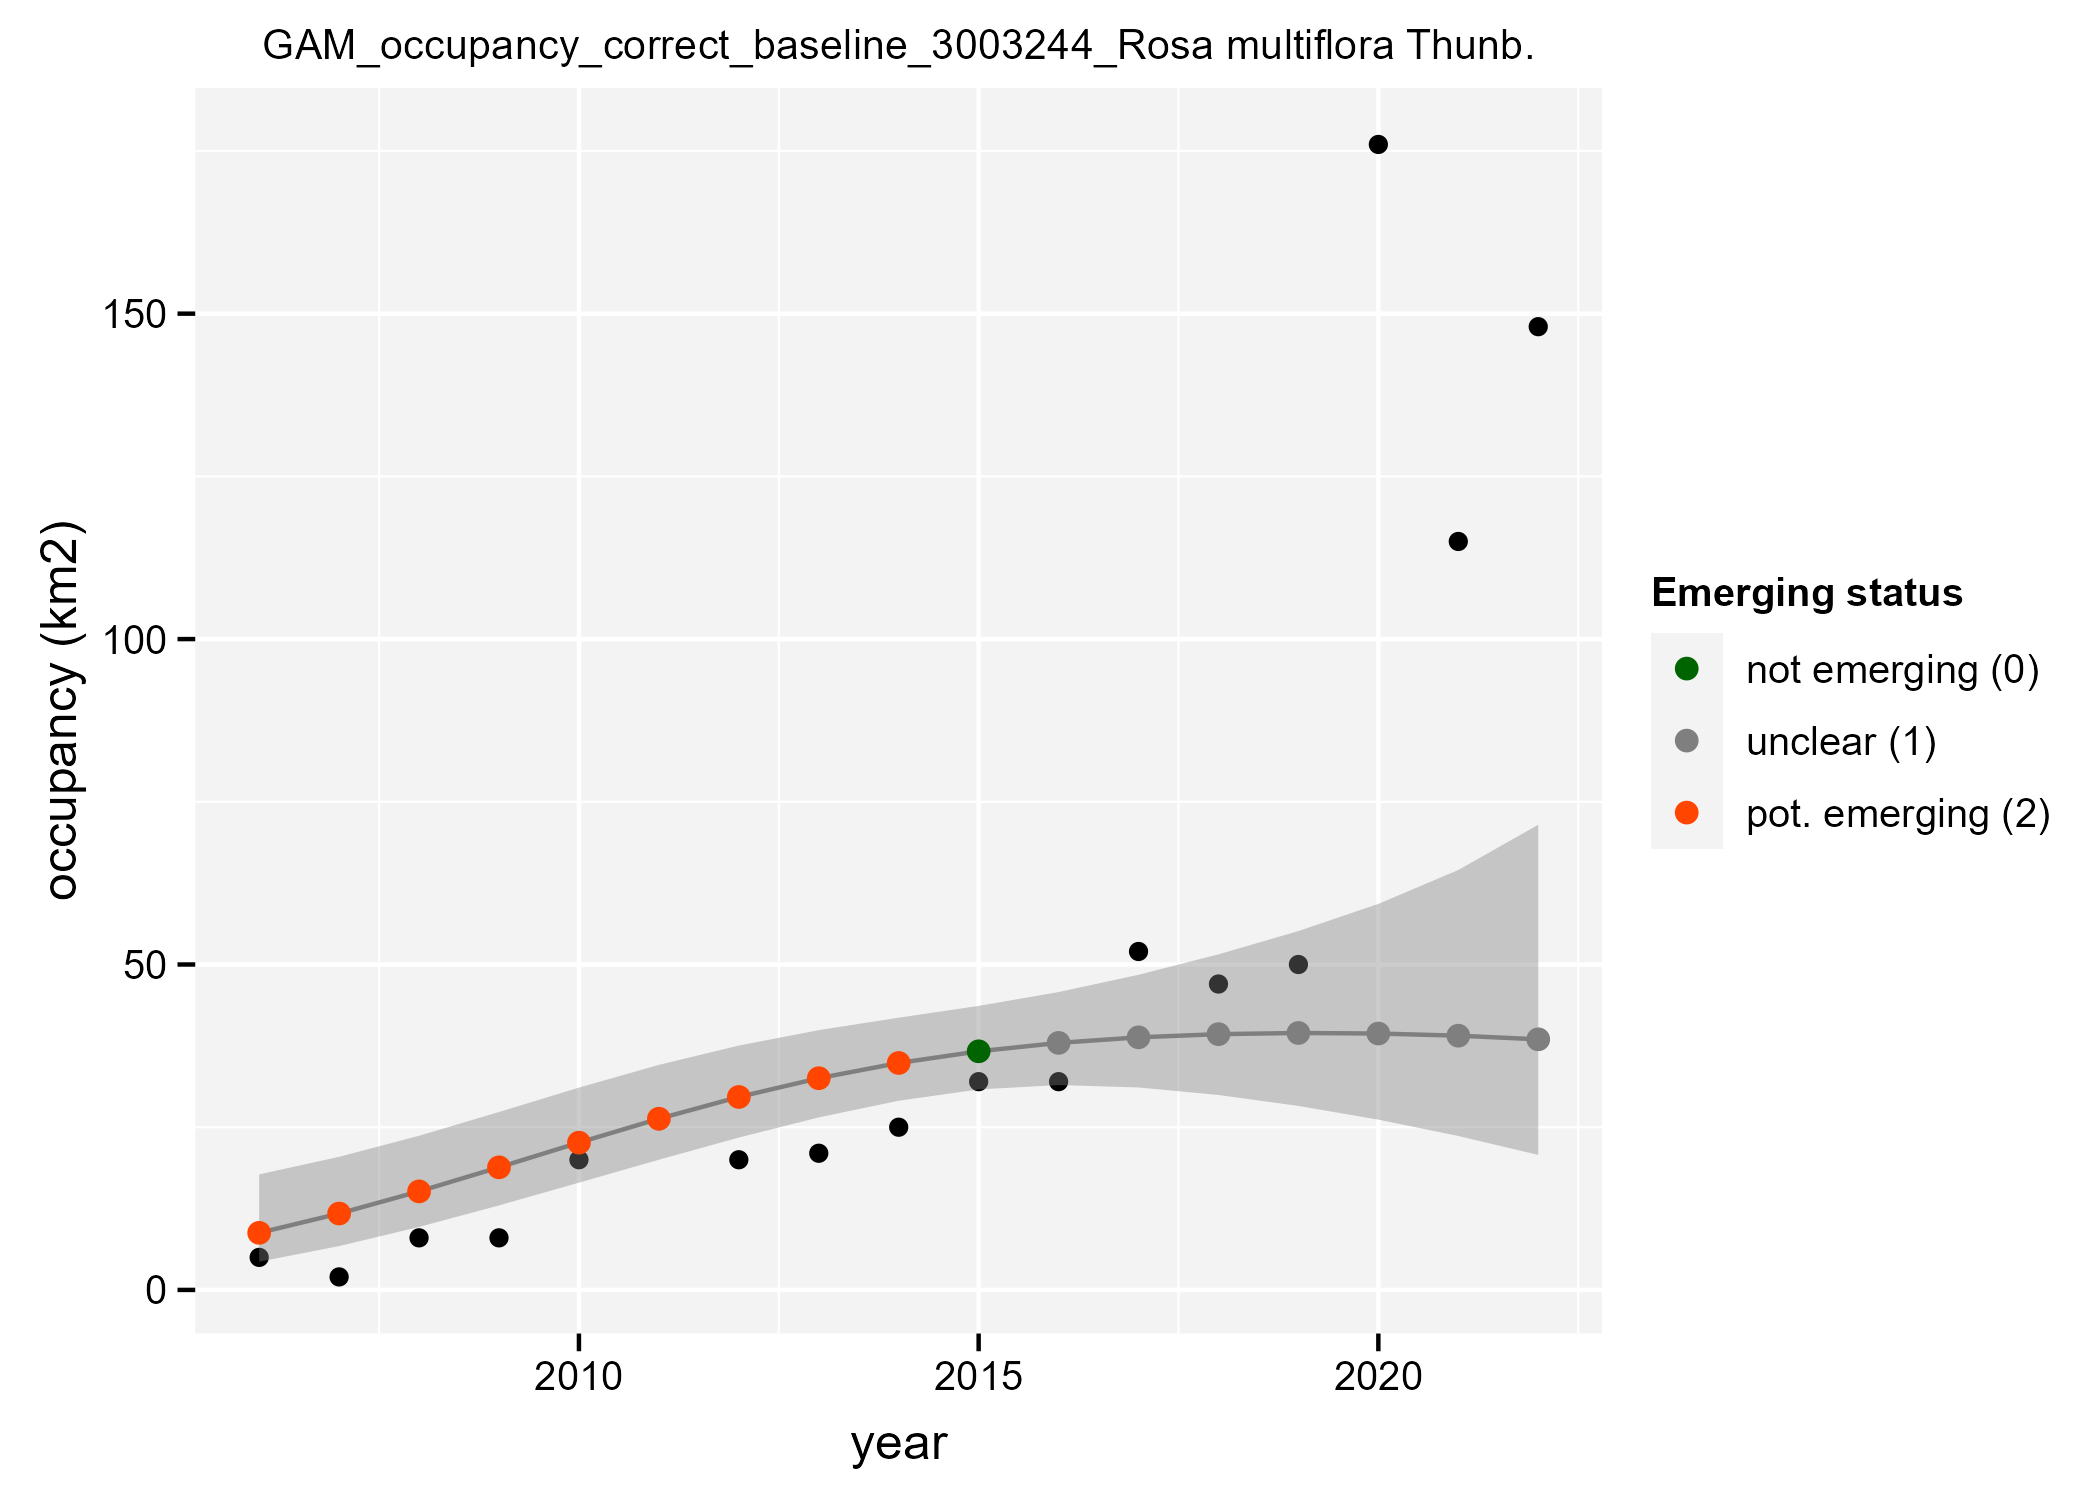 GAM_occupancy_correct_baseline_3003244_Rosa multiflora Thunb.
150
100
50
0
occupancy (km2)
2010
2015
2020
year
Emerging status
not emerging (0)
unclear (1)
pot. emerging (2)